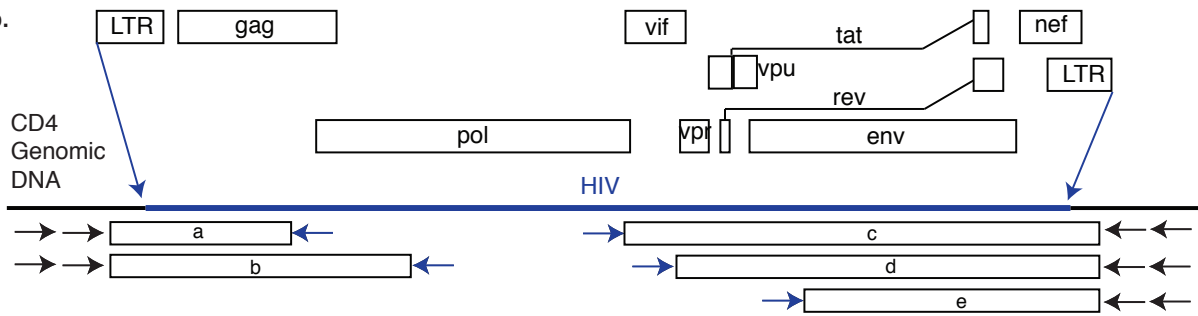 LTR gag vif tat nef
vpu LTR
rev
CD4 pol vpr env
Genomic
DNA HIV
a c
b d
e